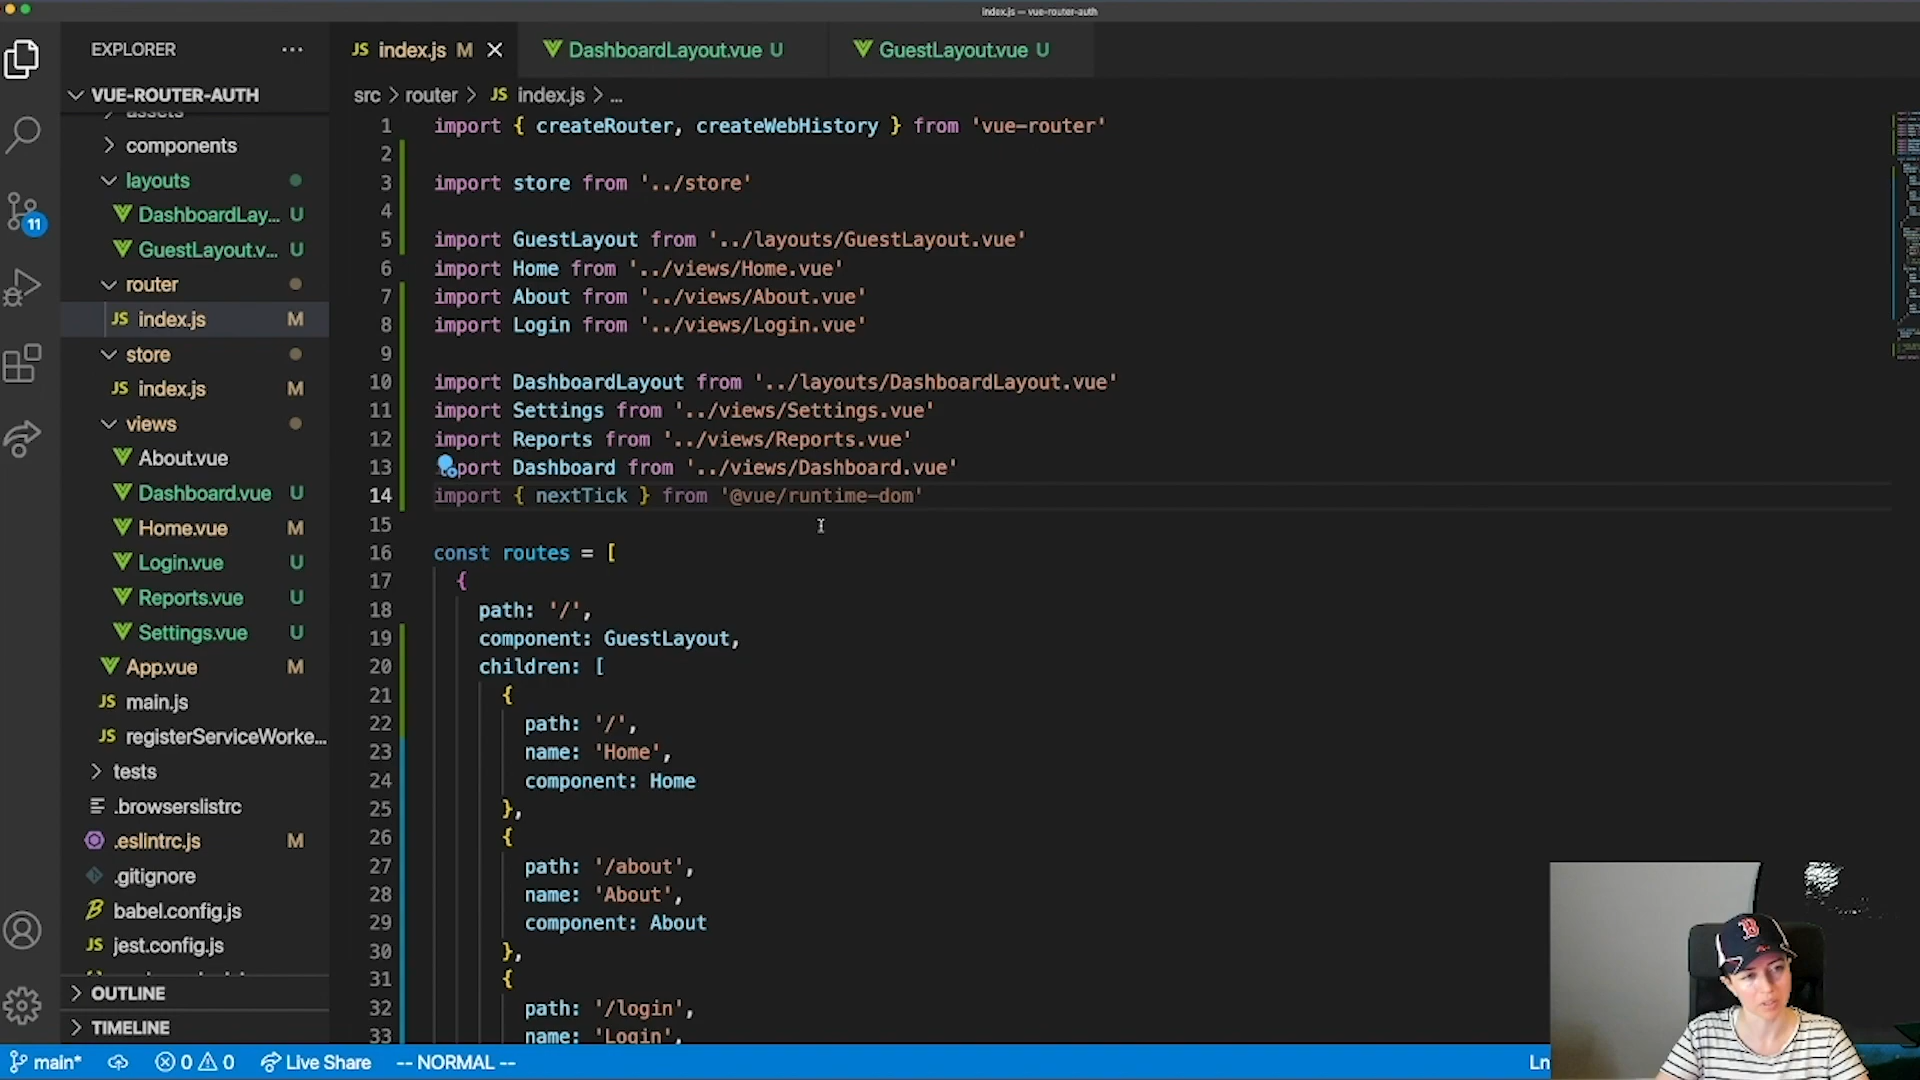 index.js — vue-router-auth
EXPLORER ...
JS index.js M
DashboardLayout.vue U
GuestLayout.vue U
VUE-ROUTER-AUTH
src > router > JS index.js > ...
assets
components
layouts
DashboardLay... U
GuestLayout.v... U
router
JS index.js M
store
JS index.js M
views
About.vue
Dashboard.vue U
Home.vue M
Login.vue U
Reports.vue U
Settings.vue U
App.vue M
JS main.js
JS registerServiceWorke...
tests
.browserslistrc
.eslintrc.js M
.gitignore
babel.config.js
JS jest.config.js
OUTLINE
TIMELINE
11
1 import { createRouter, createWebHistory } from 'vue-router'
2
3 import store from '../store'
4
5 import GuestLayout from '../layouts/GuestLayout.vue'
6 import Home from '../views/Home.vue'
7 import About from '../views/About.vue'
8 import Login from '../views/Login.vue'
9
10 import DashboardLayout from '../layouts/DashboardLayout.vue'
11 import Settings from '../views/Settings.vue'
12 import Reports from '../views/Reports.vue'
13 port Dashboard from '../views/Dashboard.vue'
14 import { nextTick } from '@vue/runtime-dom'
15
16 const routes = [
17 {
18 path: '/',
19 component: GuestLayout,
20 children: [
21 {
22 path: '/',
23 name: 'Home',
24 component: Home
25 },
26 {
27 path: '/about',
28 name: 'About',
29 component: About
30 },
31 {
32 path: '/login',
33 name: 'Login',
B
main* 0 0 Live Share -- NORMAL -- Ln